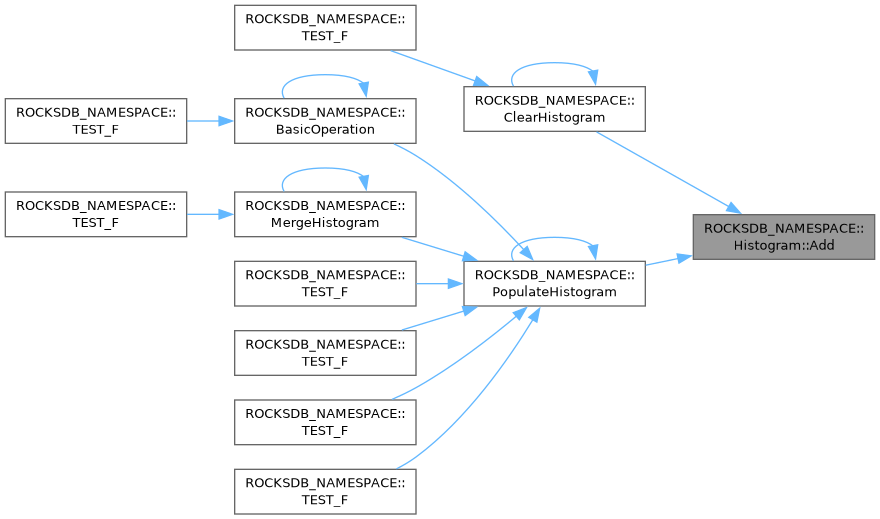 ROCKSDB_NAMESPACE::
TEST_F
ROCKSDB_NAMESPACE::
ClearHistogram
ROCKSDB_NAMESPACE::
TEST_F
ROCKSDB_NAMESPACE::
BasicOperation
ROCKSDB_NAMESPACE::
TEST_F
ROCKSDB_NAMESPACE::
MergeHistogram
ROCKSDB_NAMESPACE::
Histogram::Add
ROCKSDB_NAMESPACE::
TEST_F
ROCKSDB_NAMESPACE::
PopulateHistogram
ROCKSDB_NAMESPACE::
TEST_F
ROCKSDB_NAMESPACE::
TEST_F
ROCKSDB_NAMESPACE::
TEST_F